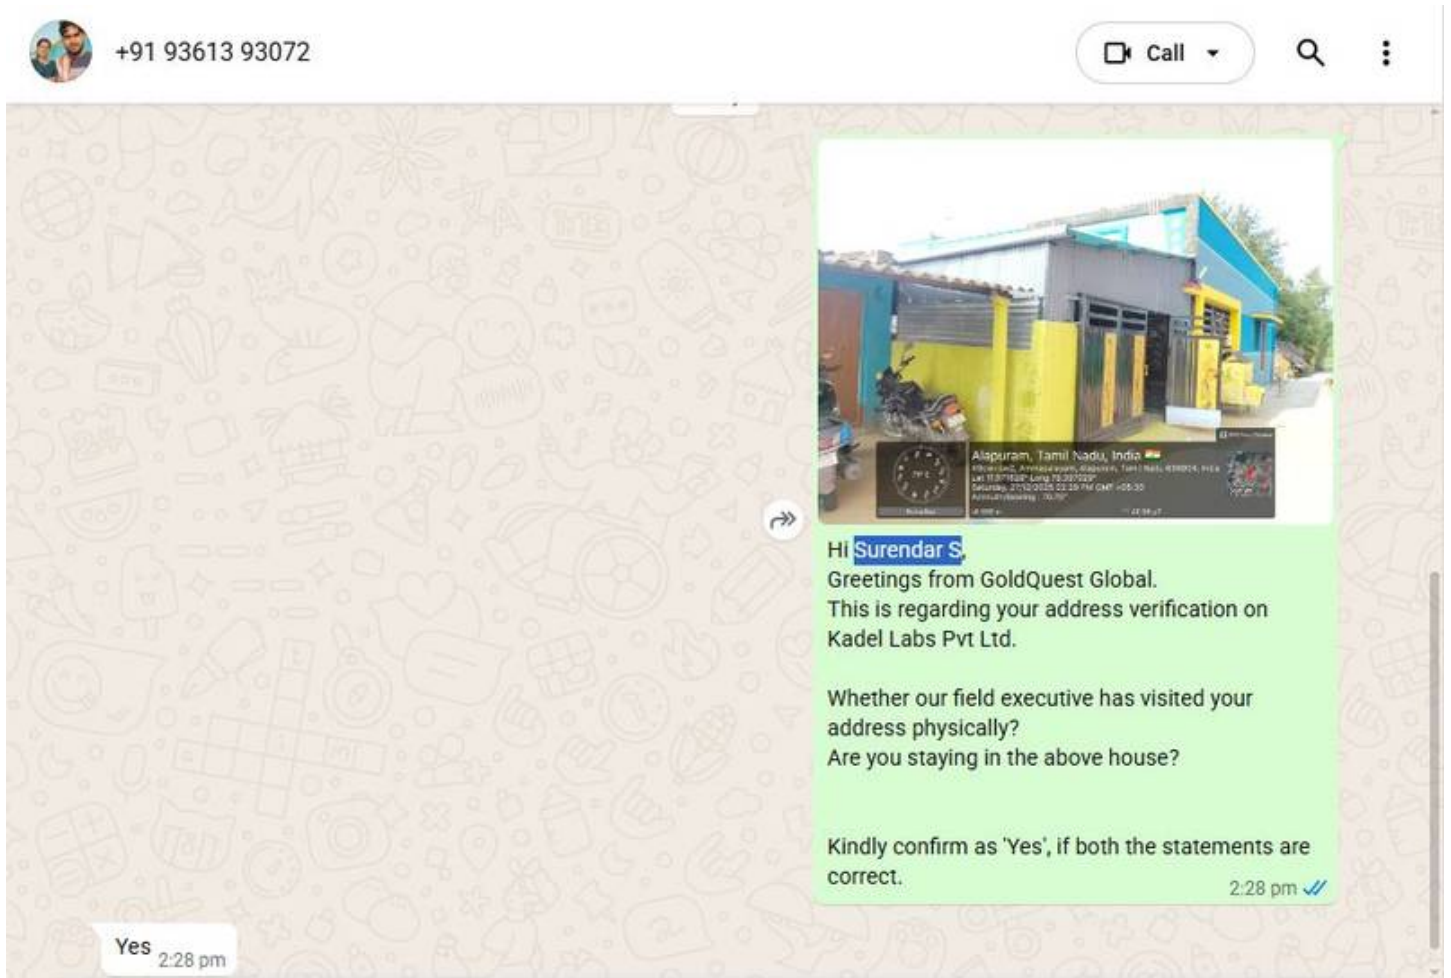 +91 93613 93072
Call
Alapuram, Tamil Nadu, India
Hi Surendar S,
Greetings from GoldQuest Global.
This is regarding your address verification on
Kadel Labs Pvt Ltd.
Whether our field executive has visited your
address physically?
Are you staying in the above house?
Kindly confirm as 'Yes', if both the statements are
correct.
2:28 pm
Yes
2:28 pm